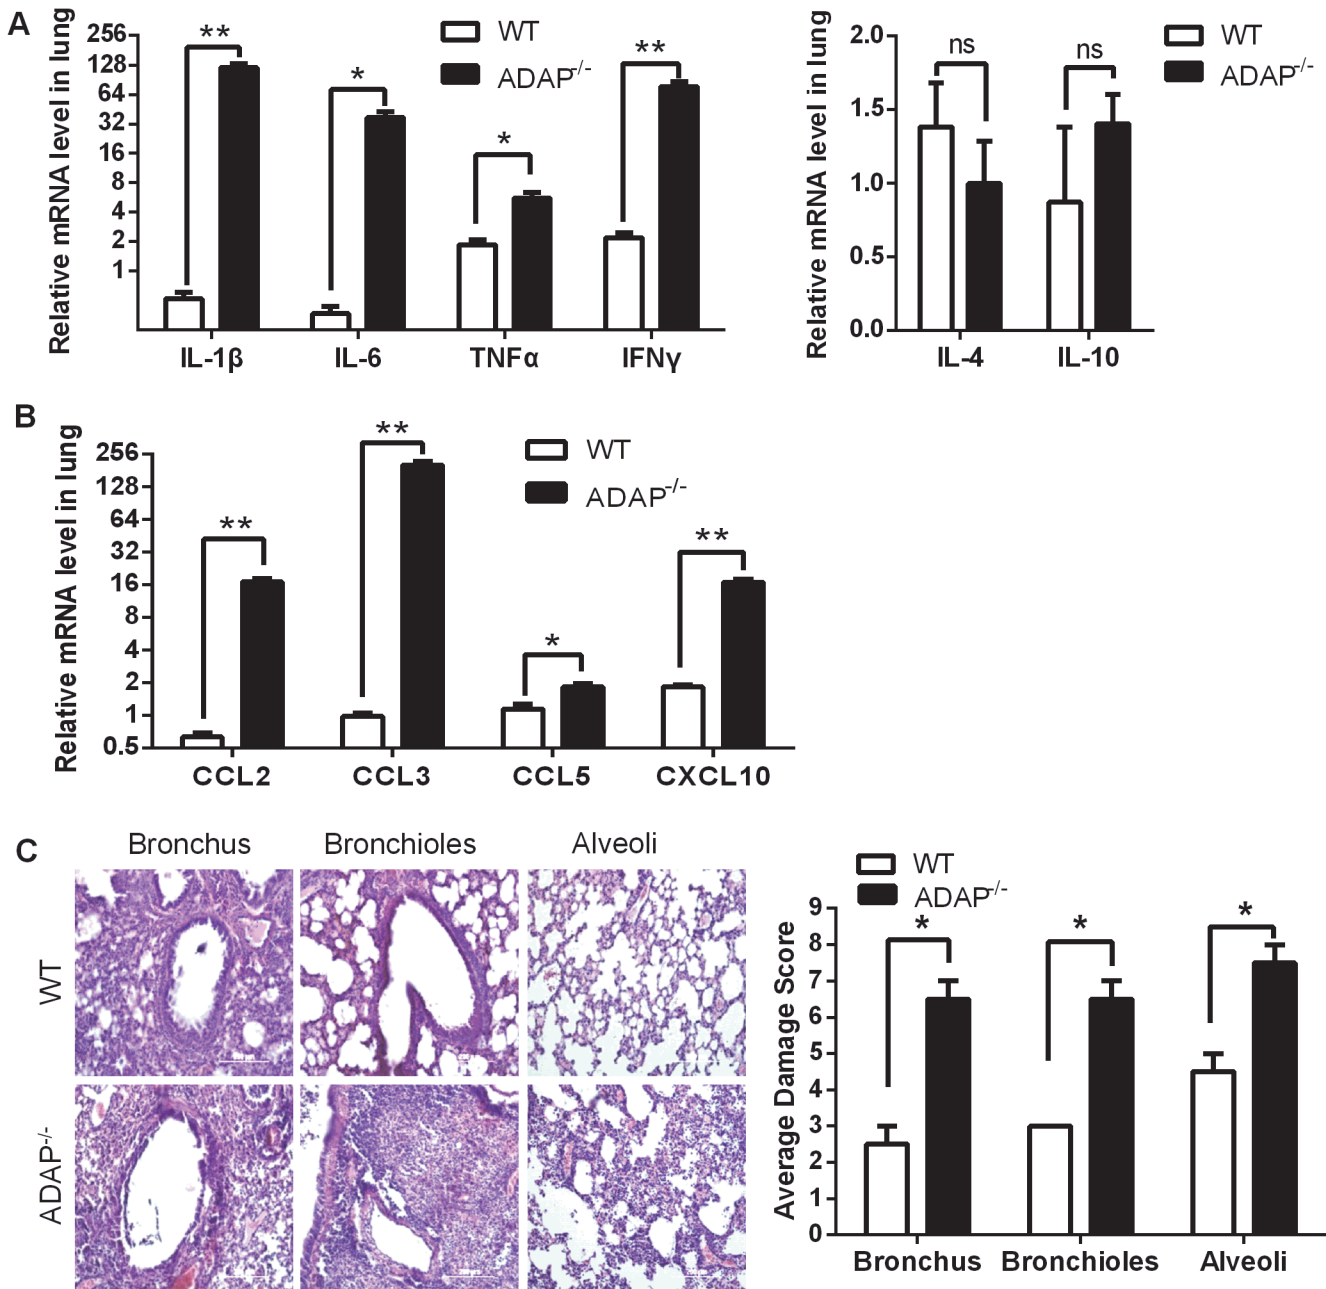 A
Relative mRNA level in lung
256
128
64
32
16
8
4
2
1
**
*
*
**
WT
ADAP-/-
IL-1β
IL-6
TNFα
IFNγ
Relative mRNA level in lung
2.0
1.5
1.0
0.5
0.0
ns
ns
WT
ADAP-/-
IL-4
IL-10
B
Relative mRNA level in lung
256
128
64
32
16
8
4
2
1
0.5
**
**
*
**
WT
ADAP-/-
CCL2
CCL3
CCL5
CXCL10
C
Bronchus
Bronchioles
Alveoli
WT
ADAP-/-
WT
ADAP-/-
Average Damage Score
9
8
7
6
5
4
3
2
1
0
*
*
*
Bronchus
Bronchioles
Alveoli